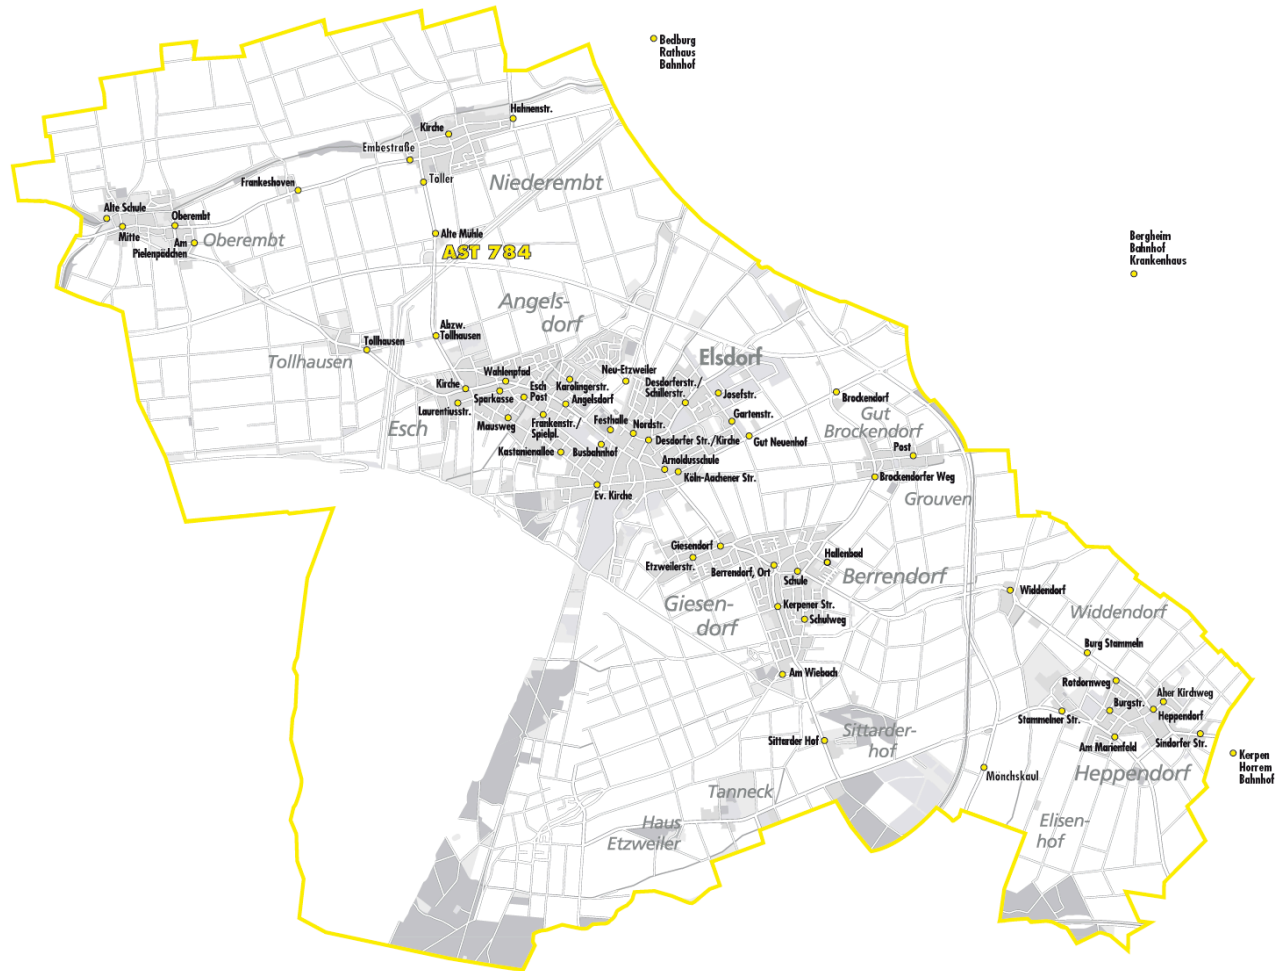 Bedburg
Rathaus
Bahnhof
Hahnenstr.
Kirche
Embestraße
Toller
Frankeshoven
Niederembt
Alte Schule
Oberembt
Mitte
Am
Pielenpädchen
Oberembt
Alte Mühle
AST 784
Bergheim
Bahnhof
Krankenhaus
Angels-
dorf
Abzw.
Tollhausen
Tollhausen
Tollhausen
Elsdorf
Neu-Etzweiler
Wahlenpfad
Kirche
Sparkasse
Esch
Post
Karolingerstr.
Angelsdorf
Desdorferstr./
Schillerstr.
Josefstr.
Brockendorf
Laurentiusstr.
Mausweg
Frankenstr./
Spielpl.
Festhalle
Nordstr.
Gartenstr.
Gut
Brockendorf
Esch
Kastanienallee
Busbahnhof
Desdorfer Str./Kirche
Gut Neuenhof
Post
Arnoldusschule
Köln-Aachener Str.
Brockendorfer Weg
Ev. Kirche
Grouven
Giesendorf
Etzweilerstr.
Berrendorf, Ort
Hallenbad
Schule
Berrendorf
Giesen-
dorf
Kerpener Str.
Schulweg
Widdendorf
Widdendorf
Burg Stammeln
Am Wiebach
Rotdornweg
Aher Kirchweg
Burgstr.
Heppendorf
Stammelner Str.
Sindorfer Str.
Am Marienfeld
Sittarder Hof
Sittarder-
hof
Mönchskaul
Heppendorf
Kerpen
Horrem
Bahnhof
Tanneck
Haus
Etzweiler
Elisen-
hof